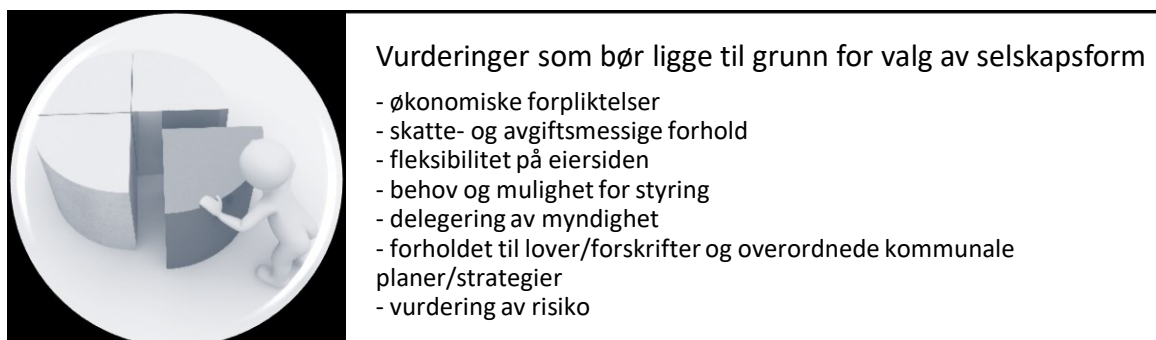 Vurderinger som bør ligge til grunn for valg av selskapsform
- økonomiske forpliktelser
- skatte- og avgiftsmessige forhold
- fleksibilitet på eiersiden
- behov og mulighet for styring
- delegering av myndighet
- forholdet til lover/forskrifter og overordnede kommunale
planer/strategier
- vurdering av risiko